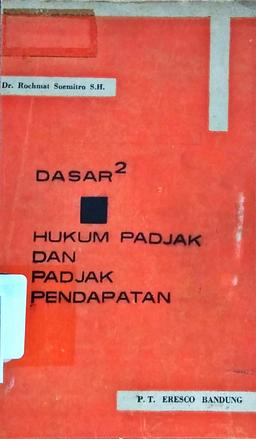 Dr. Rochmat Soemitro S.H.
DASAR²
HUKUM PADJAK
DAN
PADJAK
PENDAPATAN
P. T. ERESCO BANDUNG